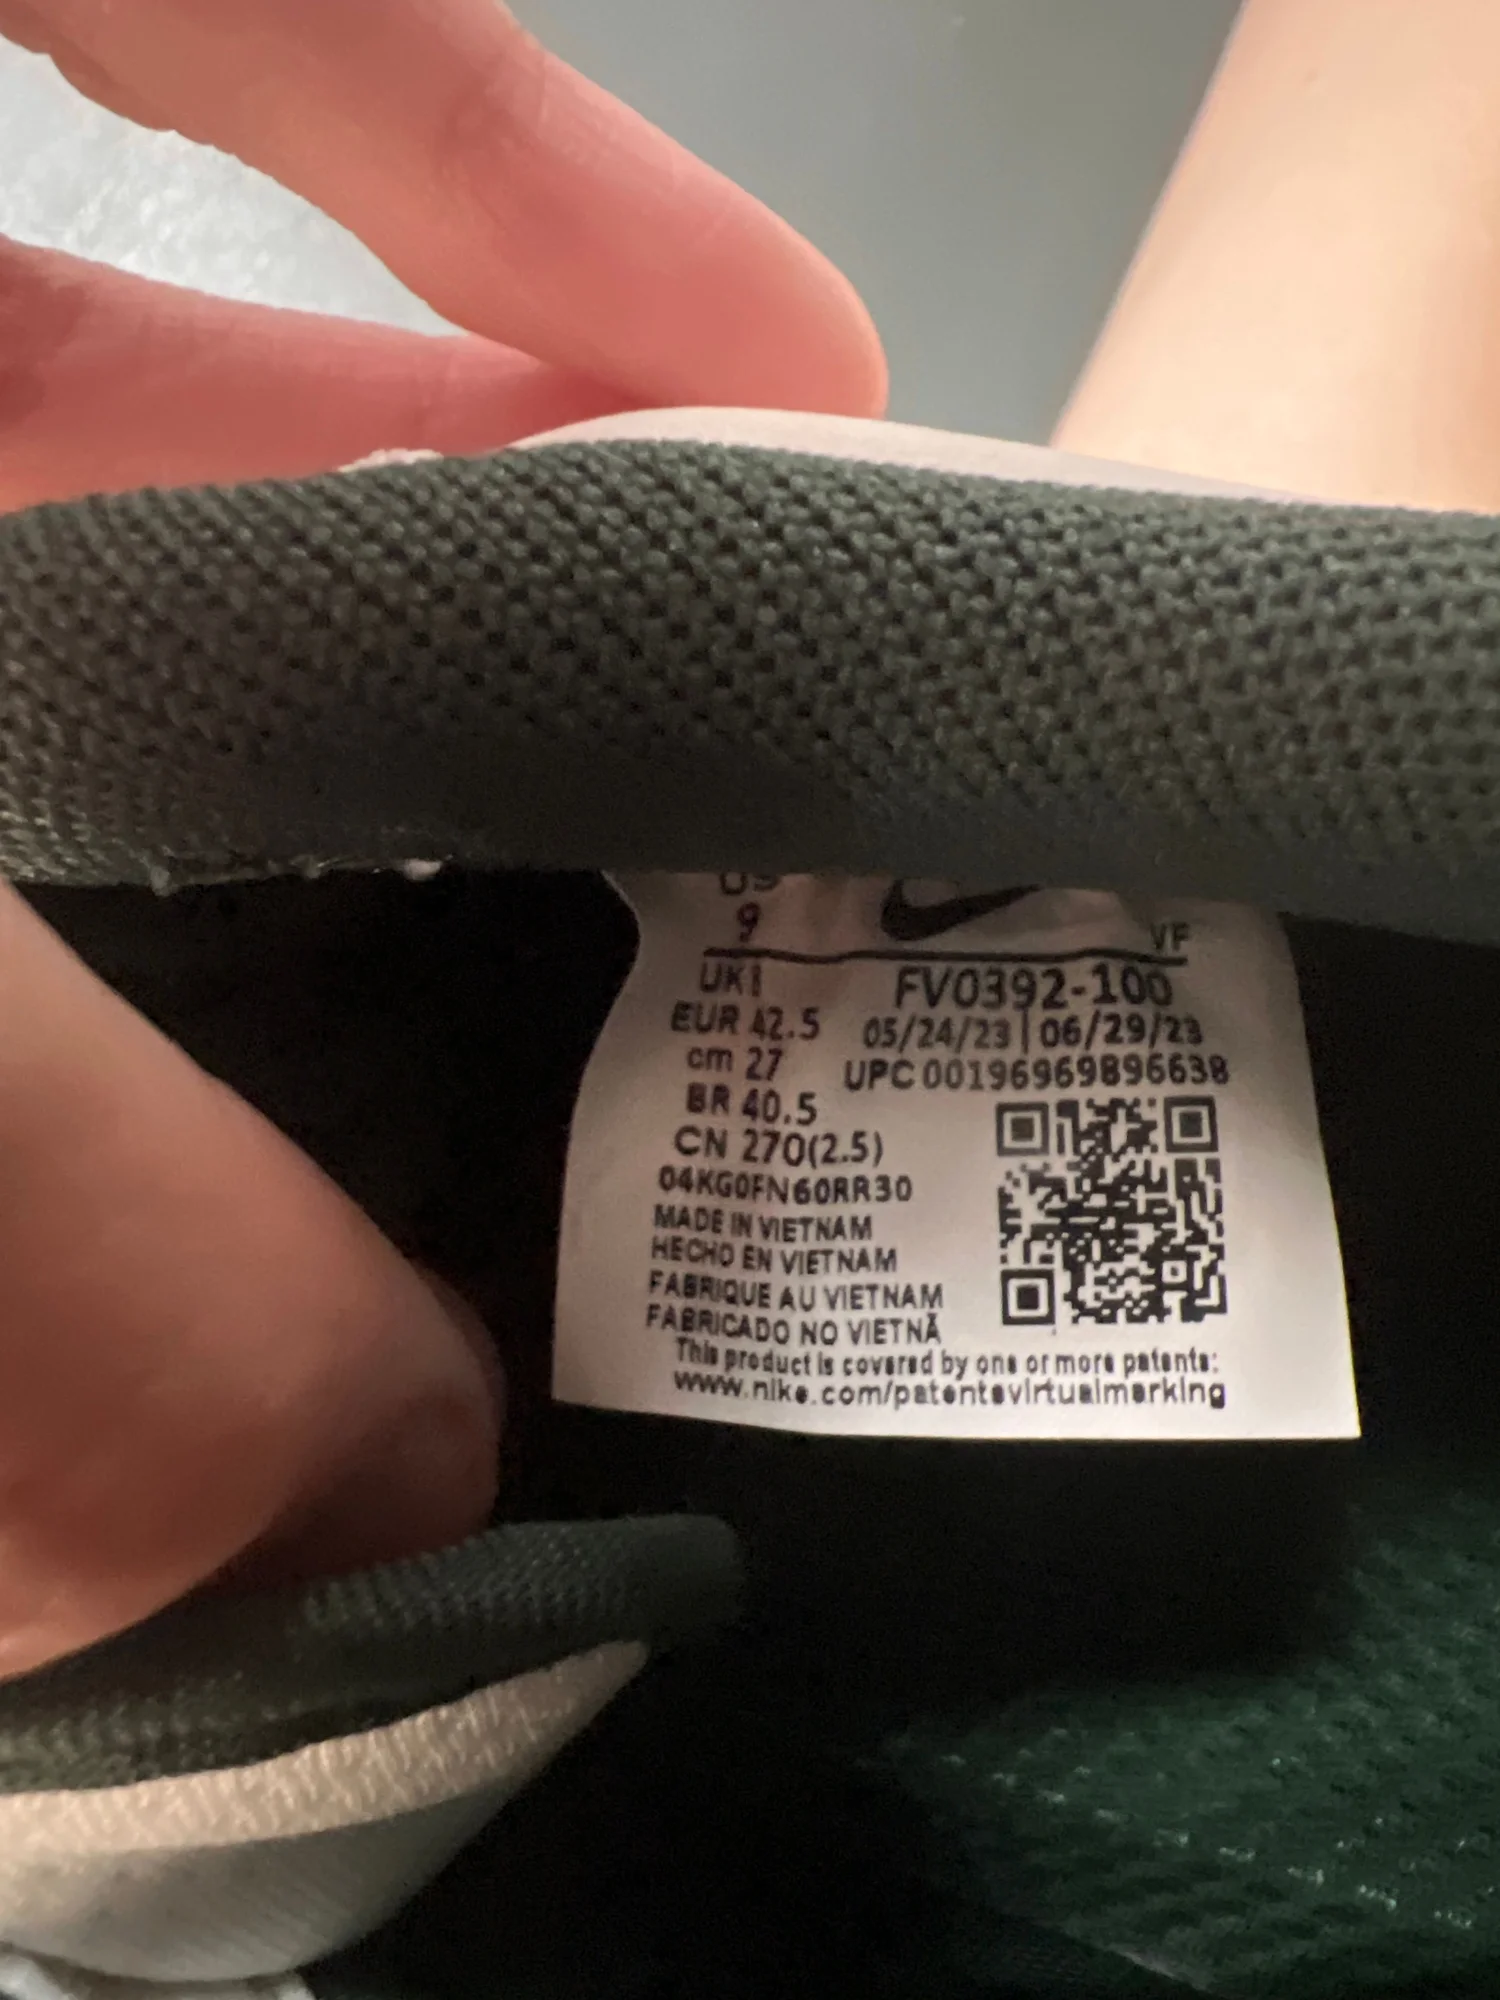 US
9
VF
UK
FV0392-100
EUR 42.5
05/24/23 | 06/29/23
cm 27
UPC 00196969896638
BR 40.5
CN 270(2.5)
04KG0FN60RR30
MADE IN VIETNAM
HECHO EN VIETNAM
FABRIQUE AU VIETNAM
FABRICADO NO VIETNÃ
This product is covered by one or more patents:
www.nike.com/patentsvirtualmarking